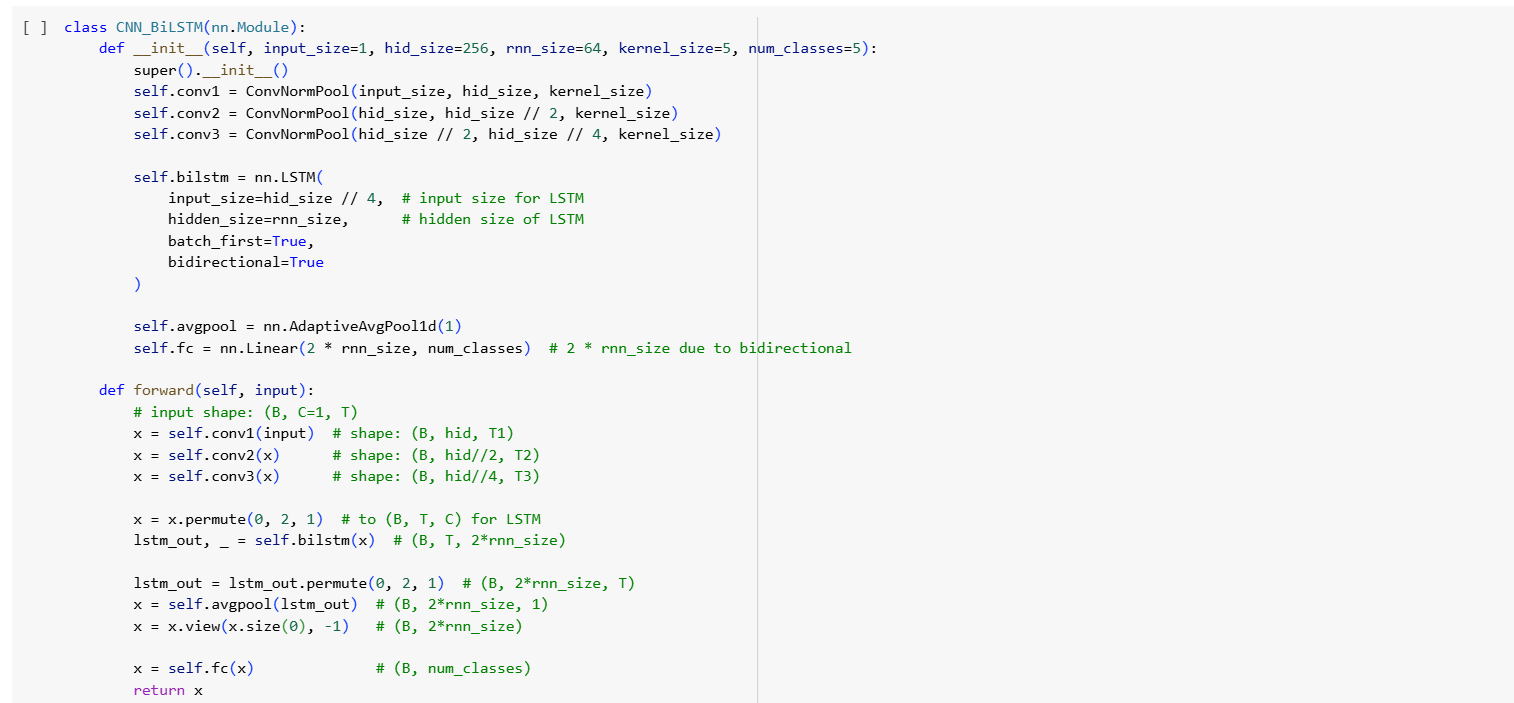 [ ] class CNN_BiLSTM(nn.Module):
    def __init__(self, input_size=1, hid_size=256, rnn_size=64, kernel_size=5, num_classes=5):
        super().__init__()
        self.conv1 = ConvNormPool(input_size, hid_size, kernel_size)
        self.conv2 = ConvNormPool(hid_size, hid_size // 2, kernel_size)
        self.conv3 = ConvNormPool(hid_size // 2, hid_size // 4, kernel_size)

        self.bilstm = nn.LSTM(
            input_size=hid_size // 4,  # input size for LSTM
            hidden_size=rnn_size,      # hidden size of LSTM
            batch_first=True,
            bidirectional=True
        )

        self.avgpool = nn.AdaptiveAvgPool1d(1)
        self.fc = nn.Linear(2 * rnn_size, num_classes)  # 2 * rnn_size due to bidirectional

    def forward(self, input):
        # input shape: (B, C=1, T)
        x = self.conv1(input)  # shape: (B, hid, T1)
        x = self.conv2(x)      # shape: (B, hid//2, T2)
        x = self.conv3(x)      # shape: (B, hid//4, T3)

        x = x.permute(0, 2, 1)  # to (B, T, C) for LSTM
        lstm_out, _ = self.bilstm(x)  # (B, T, 2*rnn_size)

        lstm_out = lstm_out.permute(0, 2, 1)  # (B, 2*rnn_size, T)
        x = self.avgpool(lstm_out)  # (B, 2*rnn_size, 1)
        x = x.view(x.size(0), -1)   # (B, 2*rnn_size)

        x = self.fc(x)              # (B, num_classes)
        return x